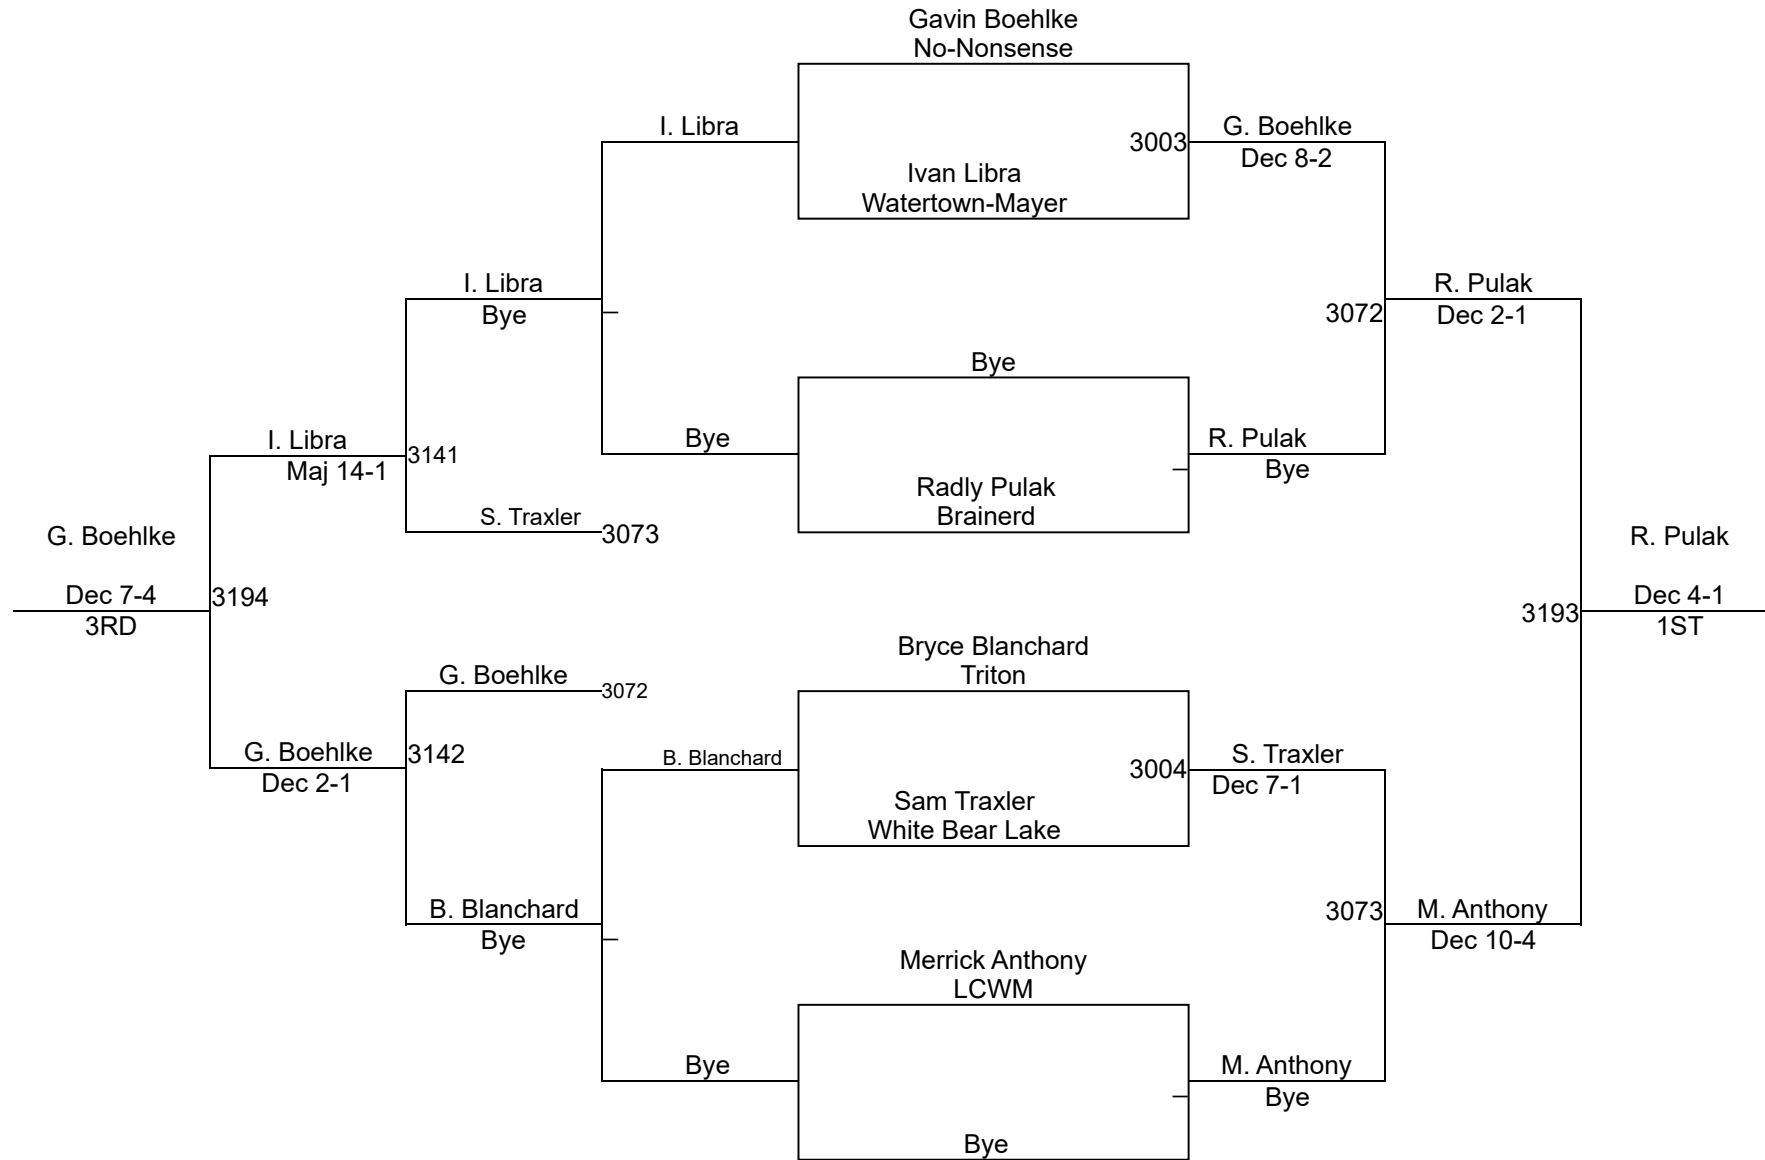 Gavin Boehlke
No-Nonsense
I. Libra
3003
G. Boehlke
Dec 8-2
Ivan Libra
Watertown-Mayer
I. Libra
Bye
3072
R. Pulak
Dec 2-1
Bye
I. Libra
Maj 14-1
3141
Bye
R. Pulak
Bye
Radly Pulak
Brainerd
S. Traxler
3073
G. Boehlke
R. Pulak
Dec 7-4
3RD
3194
3193
Dec 4-1
1ST
Bryce Blanchard
Triton
G. Boehlke
3072
G. Boehlke
Dec 2-1
3142
B. Blanchard
3004
S. Traxler
Dec 7-1
Sam Traxler
White Bear Lake
B. Blanchard
Bye
3073
M. Anthony
Dec 10-4
Merrick Anthony
LCWM
Bye
M. Anthony
Bye
Bye